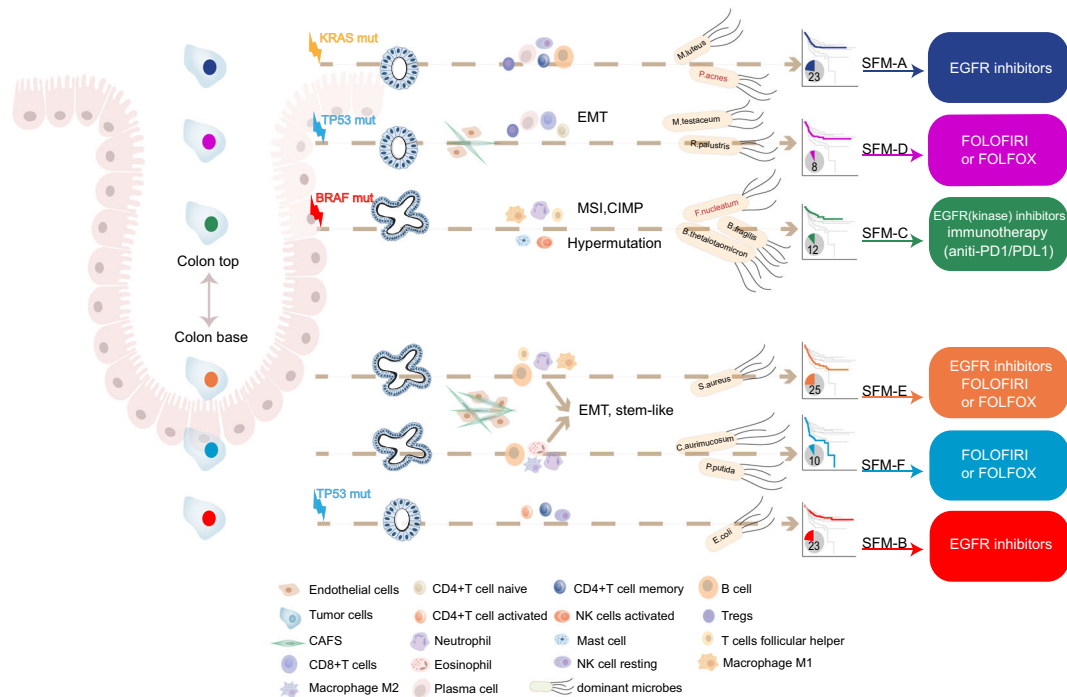 KRAS mut
M.luteus
P.acnes
23
SFM-A
EGFR inhibitors
TP53 mut
EMT
M.testaceum
R.palustris
8
SFM-D
FOLOFIRI
or FOLFOX
BRAF mut
MSI,CIMP
Hypermutation
F.nucleatum
B.fragilis
B.thetaiotaomicron
12
SFM-C
EGFR(kinase) inhibitors
immunotherapy
(aniti-PD1/PDL1)
Colon top
Colon base
S.aureus
25
SFM-E
EGFR inhibitors
FOLOFIRI
or FOLFOX
EMT, stem-like
C.aurimucosum
P.putida
10
SFM-F
FOLOFIRI
or FOLFOX
TP53 mut
E.coli
23
SFM-B
EGFR inhibitors
Endothelial cells
CD4+T cell naive
CD4+T cell memory
B cell
Tumor cells
CD4+T cell activated
NK cells activated
Tregs
CAFS
Neutrophil
Mast cell
T cells follicular helper
CD8+T cells
Eosinophil
NK cell resting
Macrophage M1
Macrophage M2
Plasma cell
dominant microbes